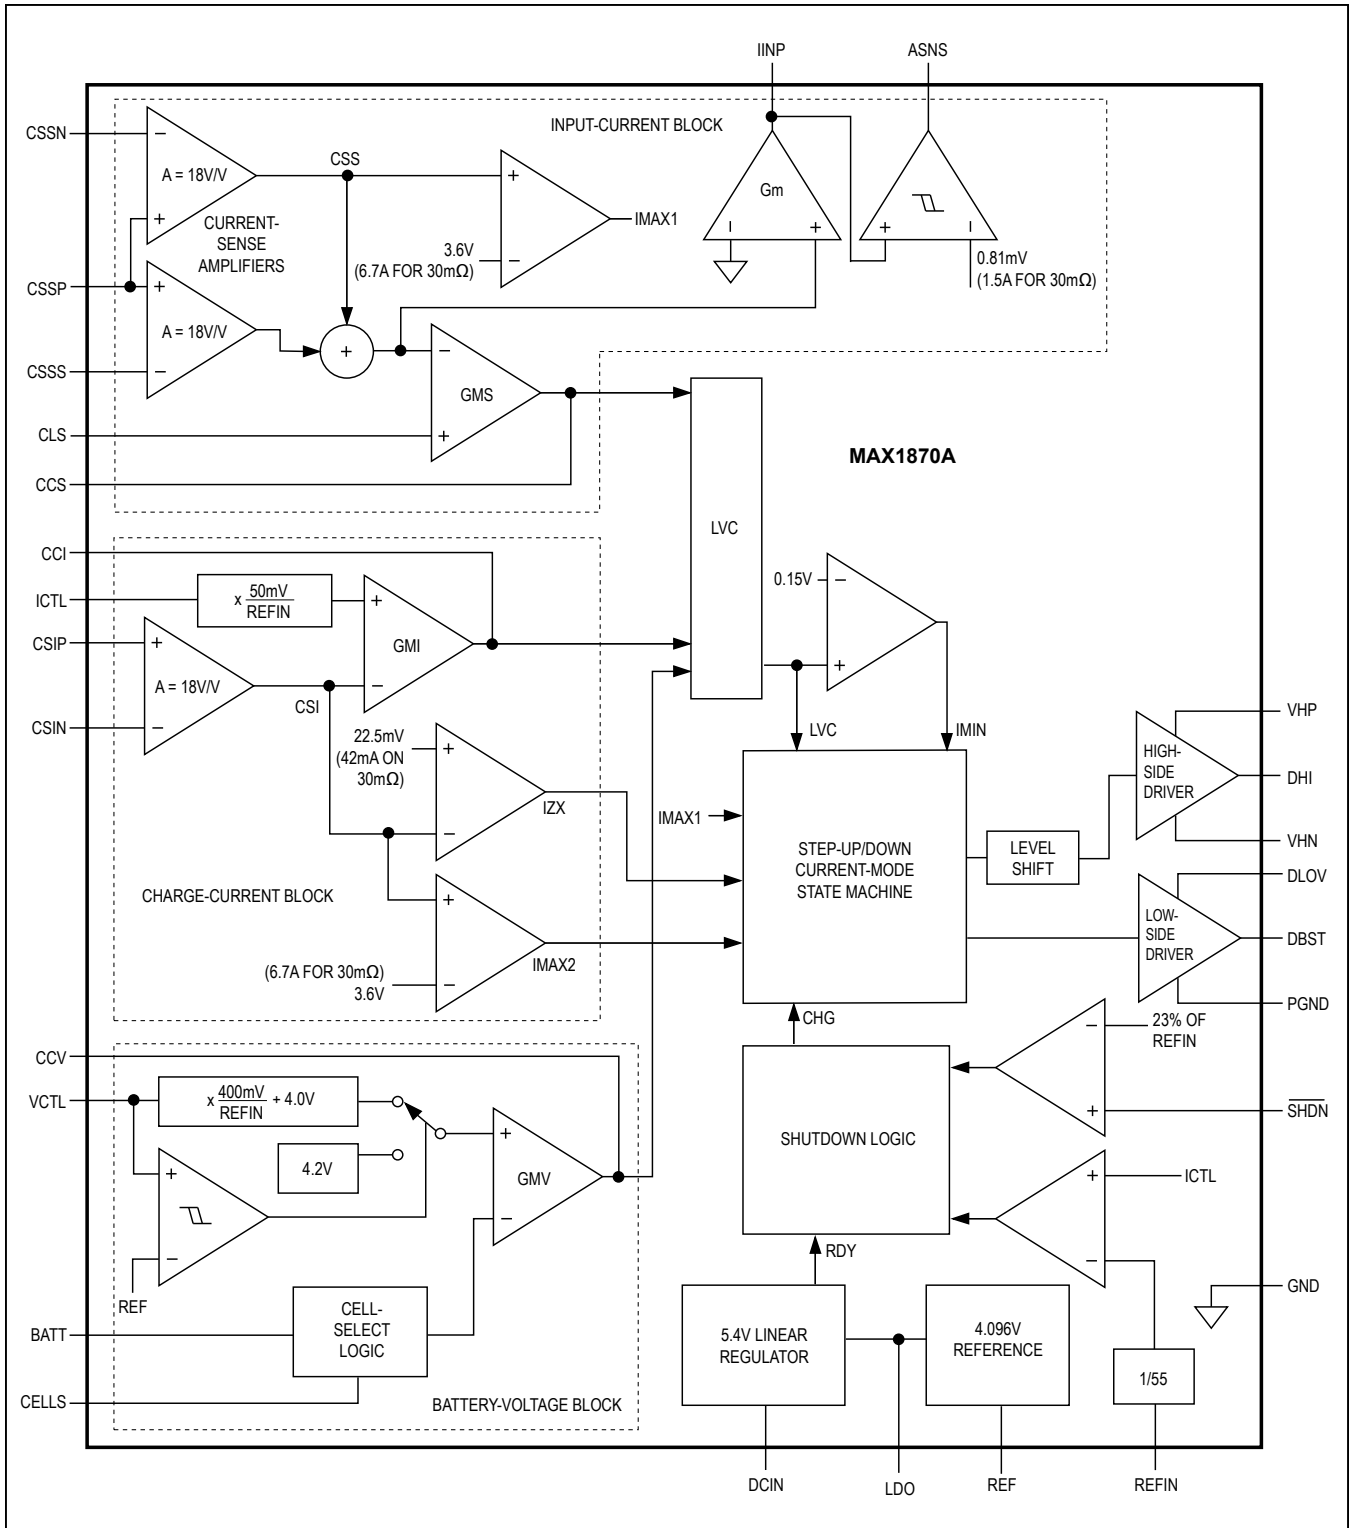 IINP
ASNS
INPUT-CURRENT BLOCK
CSSN
−
A = 18V/V
+
CSS
+
−
IMAX1
3.6V
(6.7A FOR 30mΩ)
CURRENT-
SENSE
AMPLIFIERS
Gm
−
+
+
−
0.81mV
(1.5A FOR 30mΩ)
CSSP
+
A = 18V/V
−
+
CSSS
−
GMS
+
CLS
CCS
MAX1870A
LVC
CCI
ICTL
x 50mV
REFIN
+
GMI
−
CSIP
+
A = 18V/V
−
CSIN
CSI
0.15V
−
+
LVC
IMIN
22.5mV
(42mA ON
30mΩ)
+
−
IZX
IMAX1
STEP-UP/DOWN
CURRENT-MODE
STATE MACHINE
LEVEL
SHIFT
HIGH-
SIDE
DRIVER
VHP
DHI
VHN
CHARGE-CURRENT BLOCK
+
−
IMAX2
(6.7A FOR 30mΩ)
3.6V
LOW-
SIDE
DRIVER
DLOV
DBST
PGND
CHG
−
23% OF
REFIN
+
SHDN
SHUTDOWN LOGIC
+
ICTL
−
RDY
CCV
VCTL
x 400mV
REFIN
+ 4.0V
4.2V
+
GMV
−
+
−
REF
BATT
CELL-
SELECT
LOGIC
CELLS
BATTERY-VOLTAGE BLOCK
5.4V LINEAR
REGULATOR
4.096V
REFERENCE
1/55
GND
DCIN
LDO
REF
REFIN